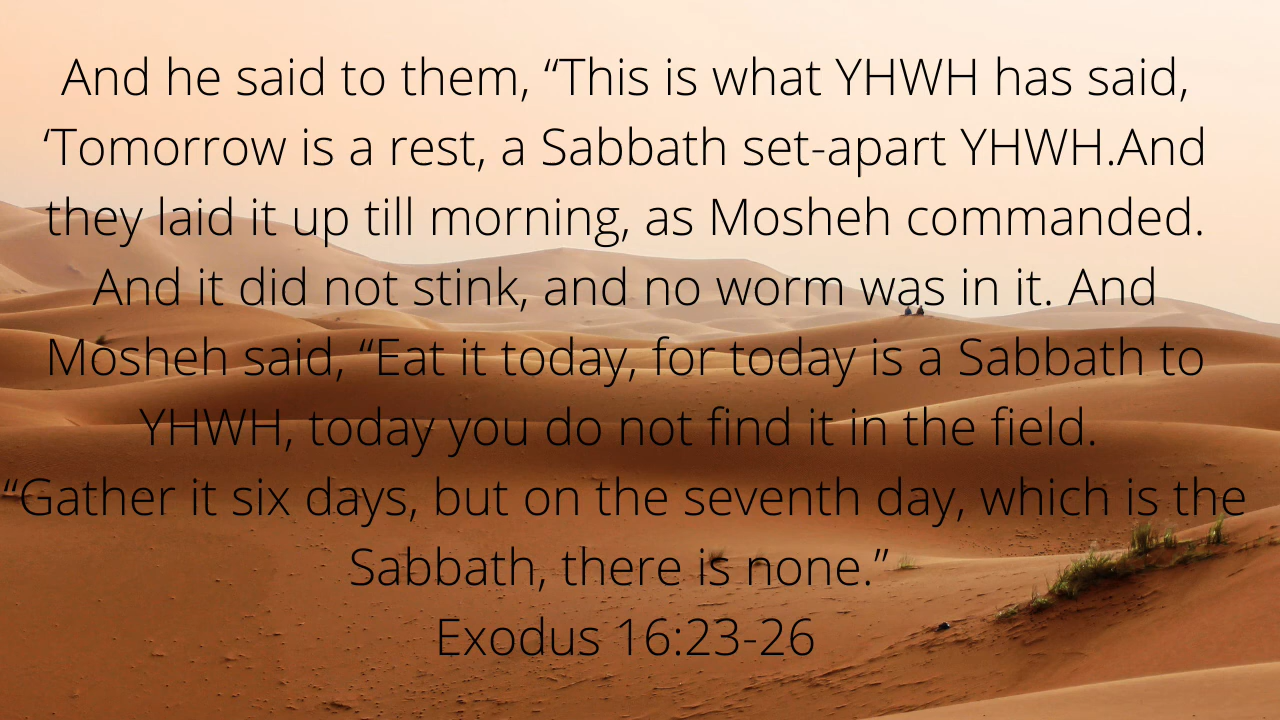 And he said to them, “This is what YHWH has said,
‘Tomorrow is a rest, a Sabbath set-apart YHWH.And
they laid it up till morning, as Mosheh commanded.
And it did not stink, and no worm was in it. And
Mosheh said, “Eat it today, for today is a Sabbath to
YHWH, today you do not find it in the field.
“Gather it six days, but on the seventh day, which is the
Sabbath, there is none.”
Exodus 16:23-26